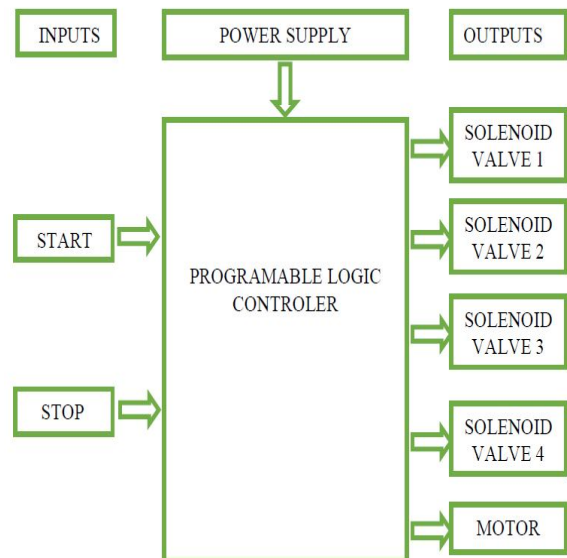 INPUTS
POWER SUPPLY
OUTPUTS
SOLENOID
VALVE 1
START
SOLENOID
VALVE 2
PROGRAMABLE LOGIC
CONTROLER
SOLENOID
VALVE 3
STOP
SOLENOID
VALVE 4
MOTOR